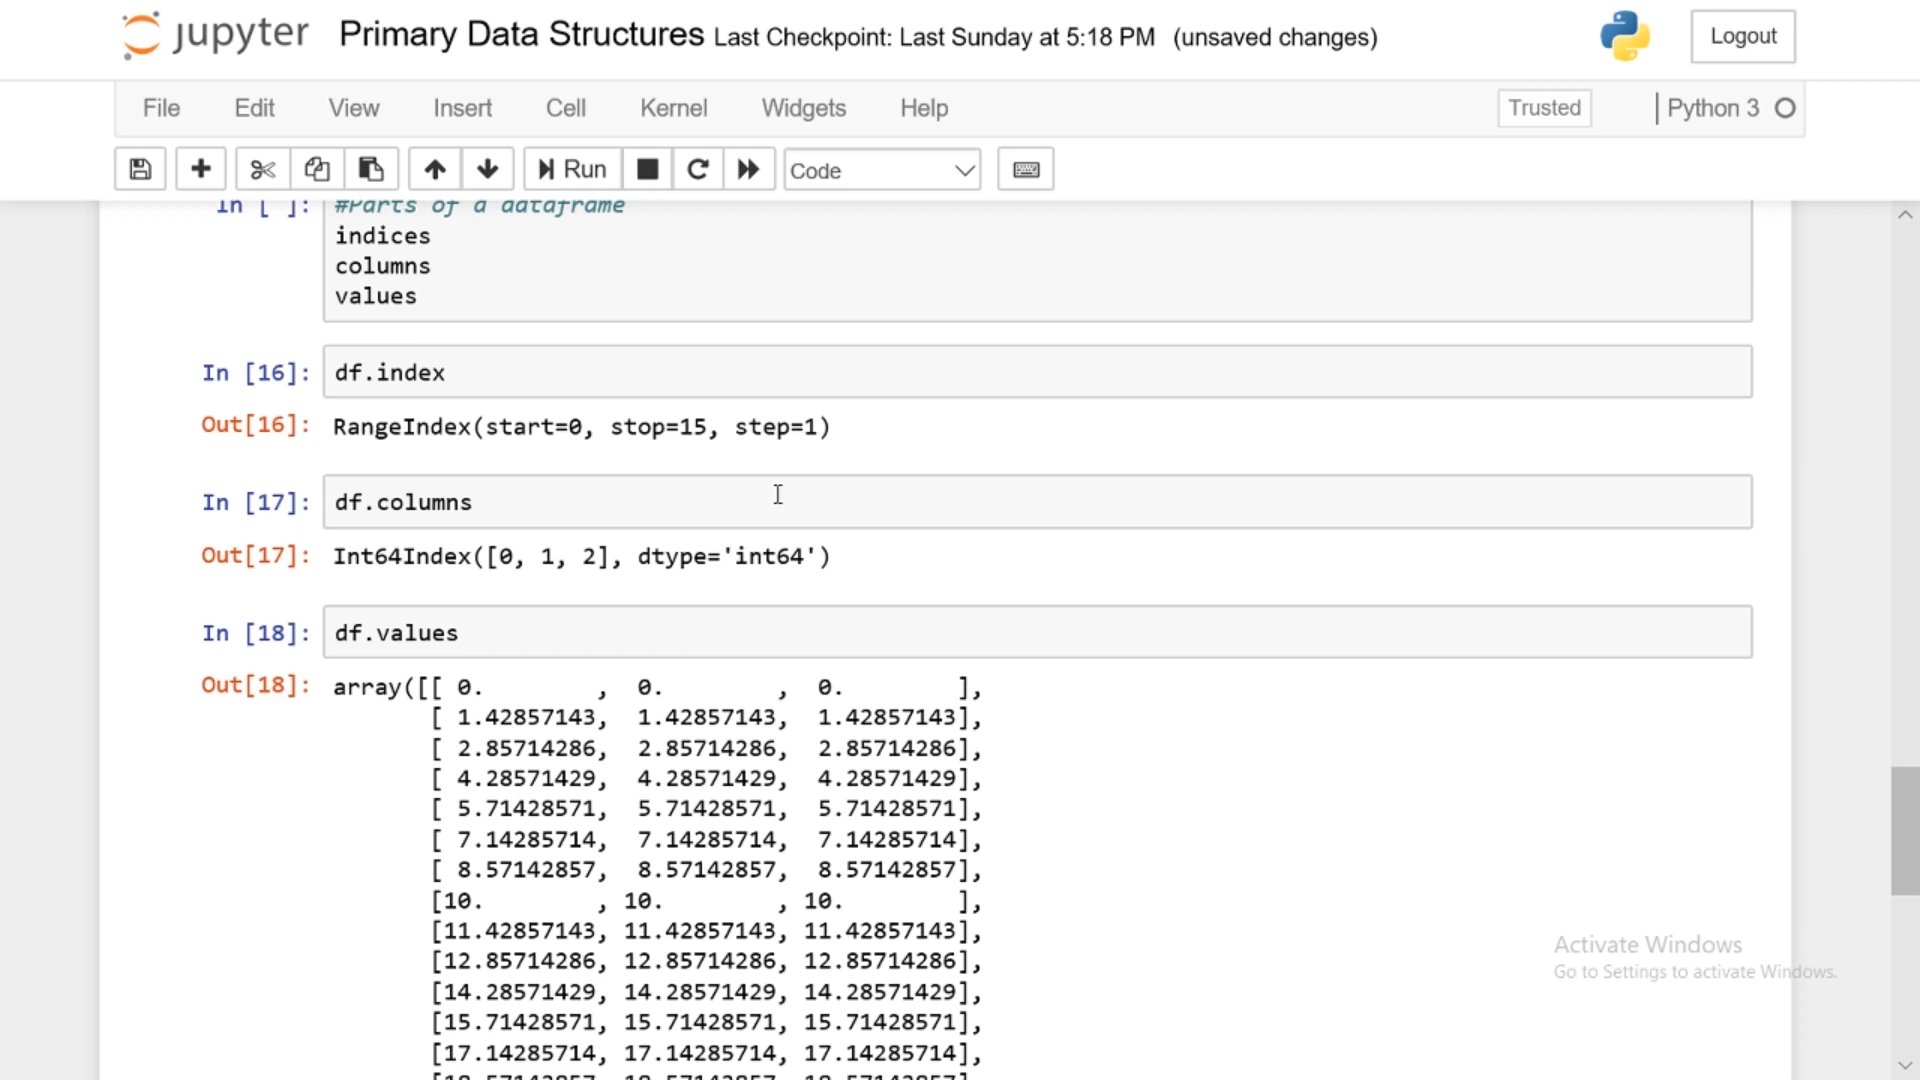 jupyter Primary Data Structures Last Checkpoint: Last Sunday at 5:18 PM (unsaved changes) Logout
File Edit View Insert Cell Kernel Widgets Help Trusted Python 3
Run Code
In [ ]: #Parts of a dataframe
indices
columns
values
In [16]: df.index
Out[16]: RangeIndex(start=0, stop=15, step=1)
In [17]: df.columns
Out[17]: Int64Index([0, 1, 2], dtype='int64')
In [18]: df.values
Out[18]: array([[ 0.        ,  0.        ,  0.        ],
[ 1.42857143,  1.42857143,  1.42857143],
[ 2.85714286,  2.85714286,  2.85714286],
[ 4.28571429,  4.28571429,  4.28571429],
[ 5.71428571,  5.71428571,  5.71428571],
[ 7.14285714,  7.14285714,  7.14285714],
[ 8.57142857,  8.57142857,  8.57142857],
[10.        , 10.        , 10.        ],
[11.42857143, 11.42857143, 11.42857143],
[12.85714286, 12.85714286, 12.85714286],
[14.28571429, 14.28571429, 14.28571429],
[15.71428571, 15.71428571, 15.71428571],
[17.14285714, 17.14285714, 17.14285714],
Activate Windows
Go to Settings to activate Windows.